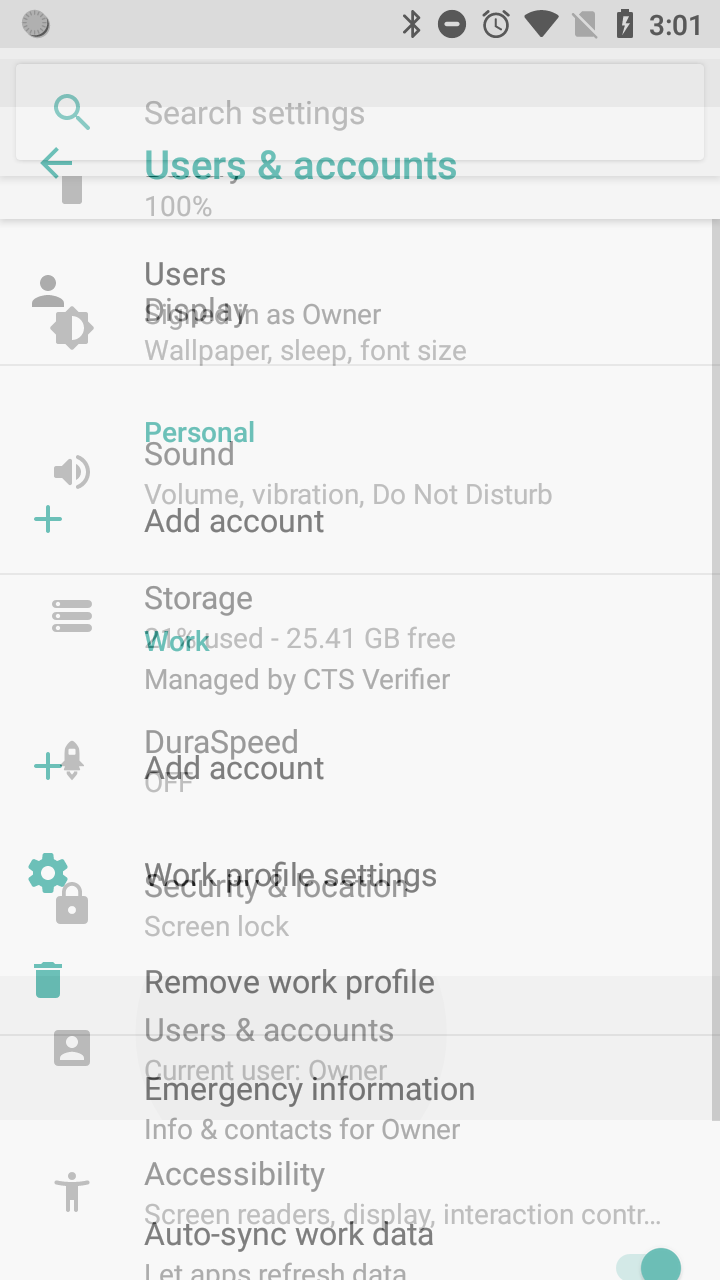 3:01
Search settings
Users & accounts
100%
Users
Display
Signed in as Owner
Wallpaper, sleep, font size
Personal
Sound
Volume, vibration, Do Not Disturb
Add account
Storage
21% used - 25.41 GB free
Work
Managed by CTS Verifier
DuraSpeed
Add account
OFF
Work profile settings
Security & location
Screen lock
Remove work profile
Users & accounts
Current user: Owner
Emergency information
Info & contacts for Owner
Accessibility
Screen readers, display, interaction contr...
Auto-sync work data
Let apps refresh data